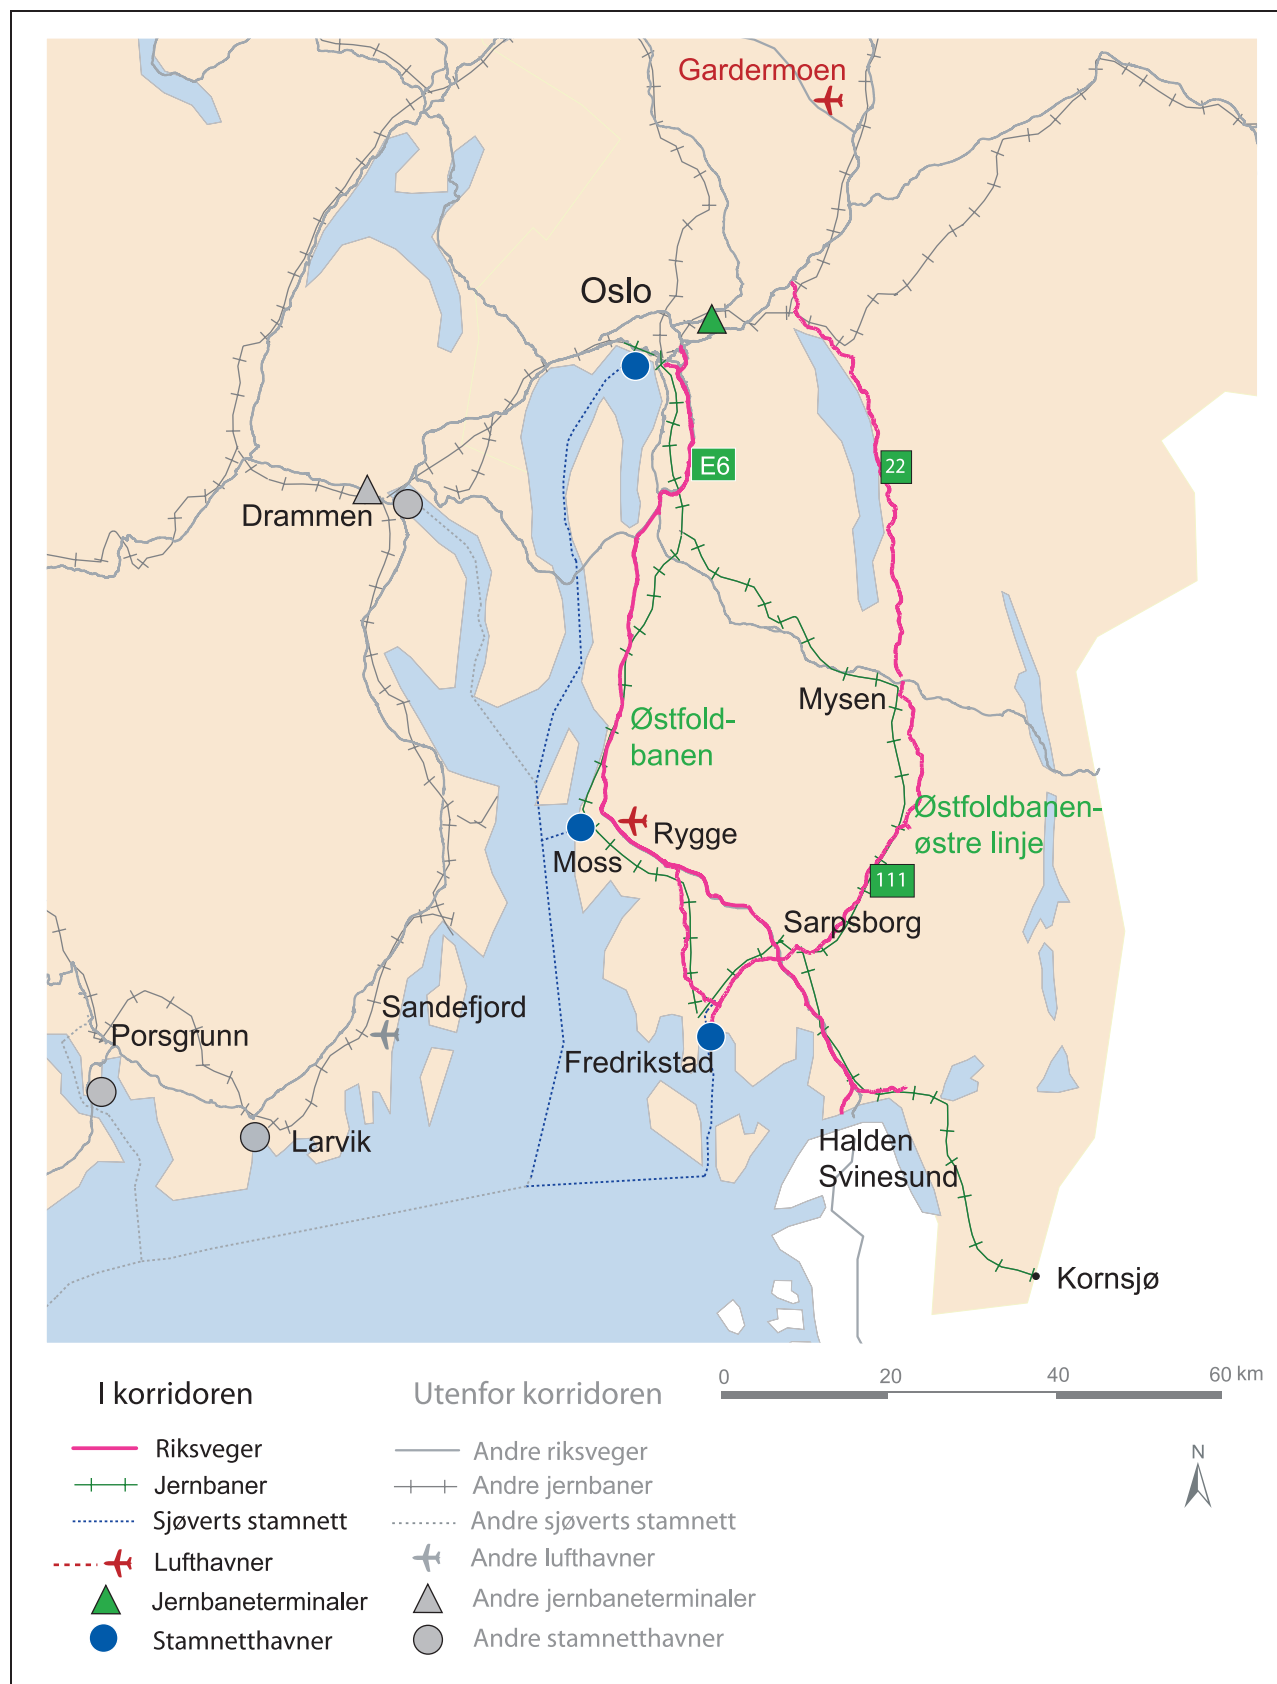 Gardermoen
Oslo
E6
22
Drammen
Mysen
Østfold-
banen
Østfoldbanen-
østre linje
Rygge
Moss
111
Sarpsborg
Sandefjord
Porsgrunn
Fredrikstad
Larvik
Halden
Svinesund
Kornsjø
0 20 40 60 km
I korridoren
Riksveger
Jernbaner
Sjøverts stamnett
Lufthavner
Jernbaneterminaler
Stamnetthavner
Utenfor korridoren
Andre riksveger
Andre jernbaner
Andre sjøverts stamnett
Andre lufthavner
Andre jernbaneterminaler
Andre stamnetthavner
N